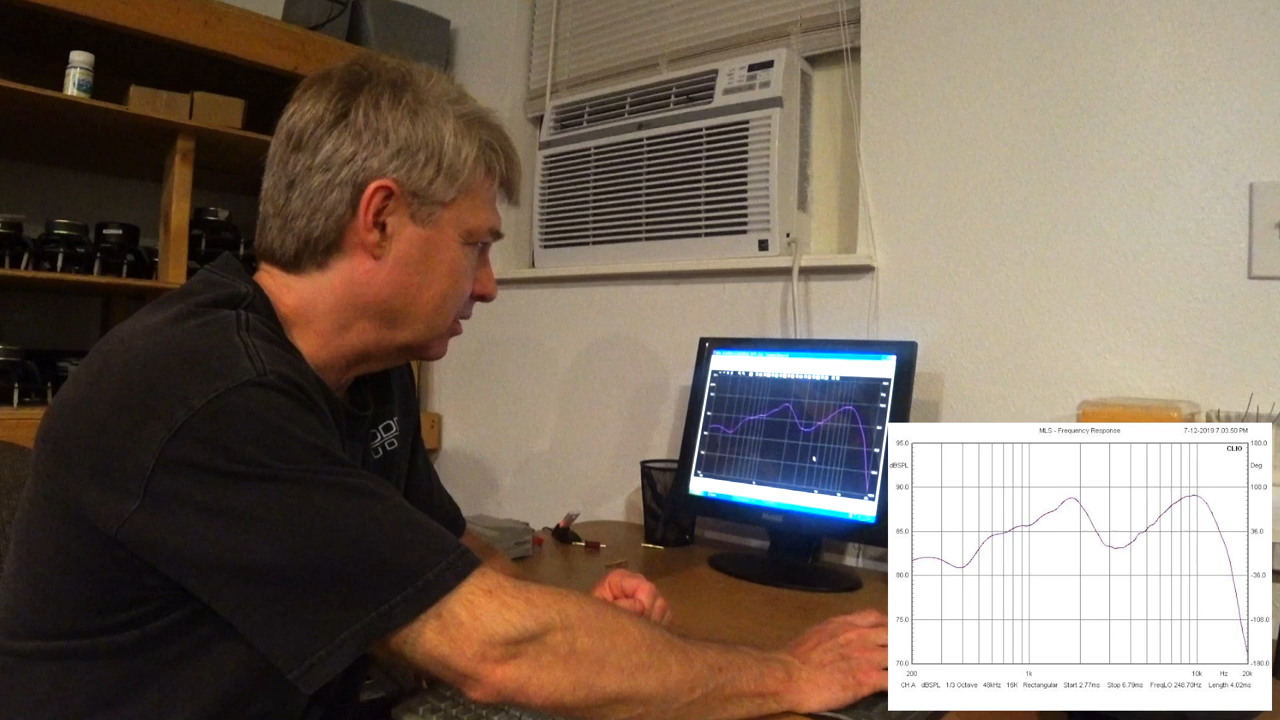 MLS - Frequency Response 7-12-2019 7:03:50 PM
CLIO
95.0 180.0
dBSPL Deg
90.0 108.0
85.0 36.0
80.0 -36.0
75.0 -108.0
70.0 -180.0
200 1k 10k Hz 20k
CH A dBSPL 1/3 Octave 48kHz 16K Rectangular Start 2.77ms Stop 6.79ms FreqLO 248.70Hz Length 4.02ms